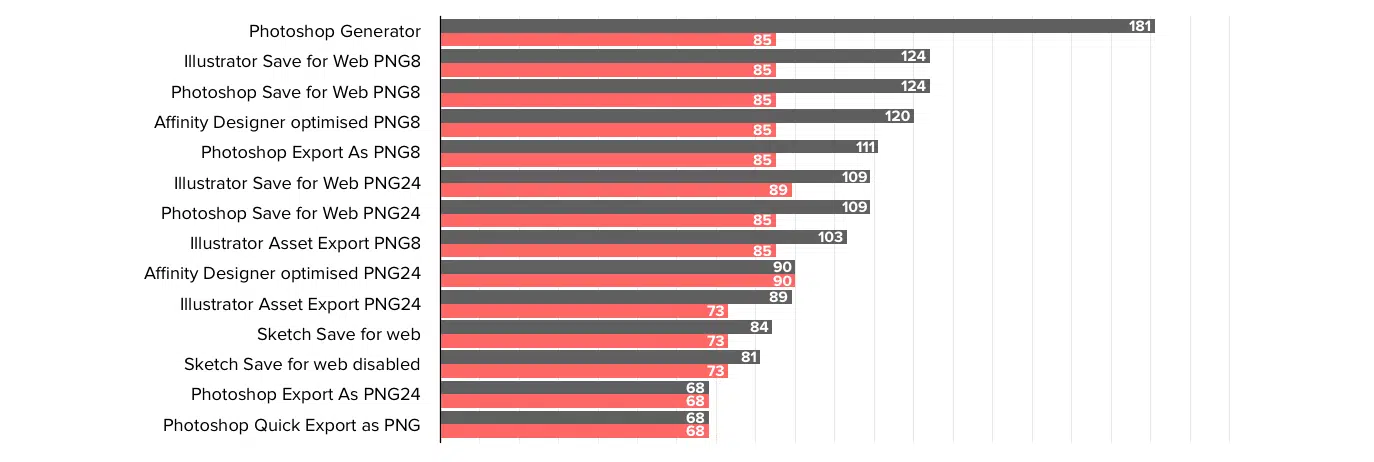 Photoshop Generator 181
85
Illustrator Save for Web PNG8 124
85
Photoshop Save for Web PNG8 124
85
Affinity Designer optimised PNG8 120
85
Photoshop Export As PNG8 111
85
Illustrator Save for Web PNG24 109
89
Photoshop Save for Web PNG24 109
85
Illustrator Asset Export PNG8 103
85
Affinity Designer optimised PNG24 90
90
Illustrator Asset Export PNG24 89
73
Sketch Save for web 84
73
Sketch Save for web disabled 81
73
Photoshop Export As PNG24 68
68
Photoshop Quick Export as PNG 68
68